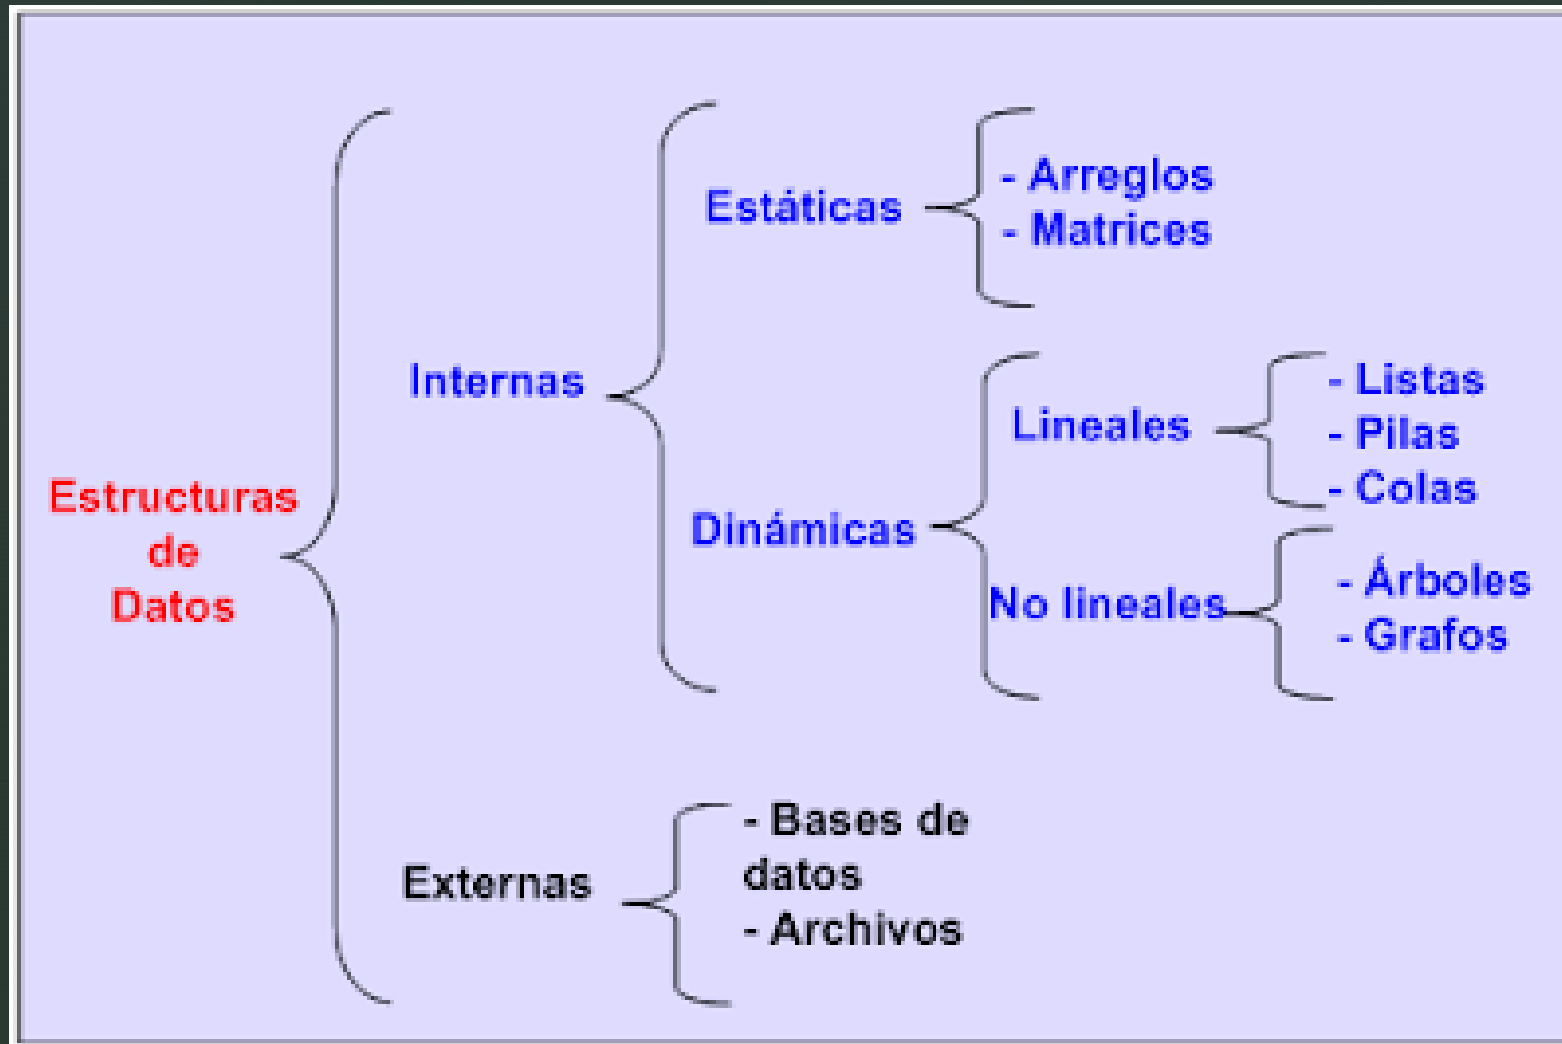 Estructuras
de
Datos
Internas
Estáticas
- Arreglos
- Matrices
Dinámicas
Lineales
- Listas
- Pilas
- Colas
No lineales
- Árboles
- Grafos
Externas
- Bases de
datos
- Archivos